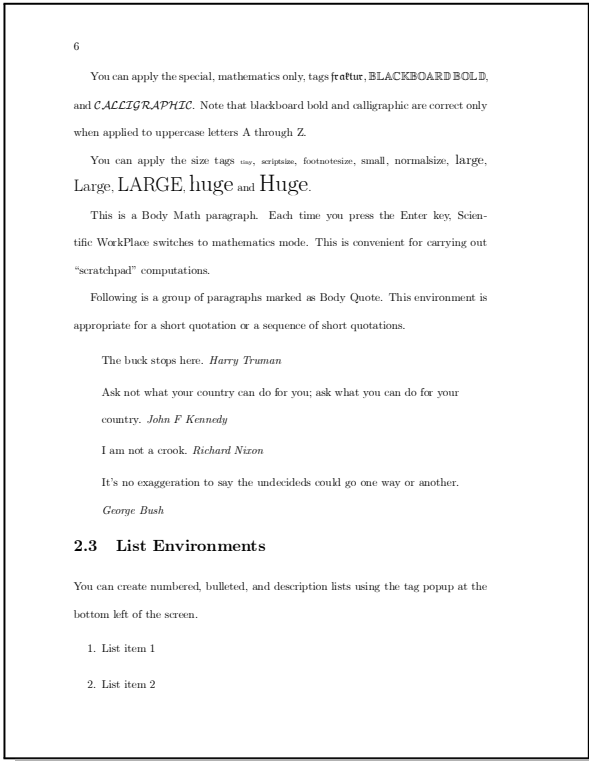 6
You can apply the special, mathematics only, tags fraktur, BLACKBOARD BOLD,
and CALLIGRAPHIC. Note that blackboard bold and calligraphic are correct only
when applied to uppercase letters A through Z.
You can apply the size tags tiny, scriptsize, footnotesize, small, normalsize, large,
Large, LARGE, huge and Huge.
This is a Body Math paragraph. Each time you press the Enter key, Scien-
tific WorkPlace switches to mathematics mode. This is convenient for carrying out
“scratchpad” computations.
Following is a group of paragraphs marked as Body Quote. This environment is
appropriate for a short quotation or a sequence of short quotations.
The buck stops here. Harry Truman
Ask not what your country can do for you; ask what you can do for your
country. John F Kennedy
I am not a crook. Richard Nixon
It’s no exaggeration to say the undecideds could go one way or another.
George Bush
2.3 List Environments
You can create numbered, bulleted, and description lists using the tag popup at the
bottom left of the screen.
1. List item 1
2. List item 2